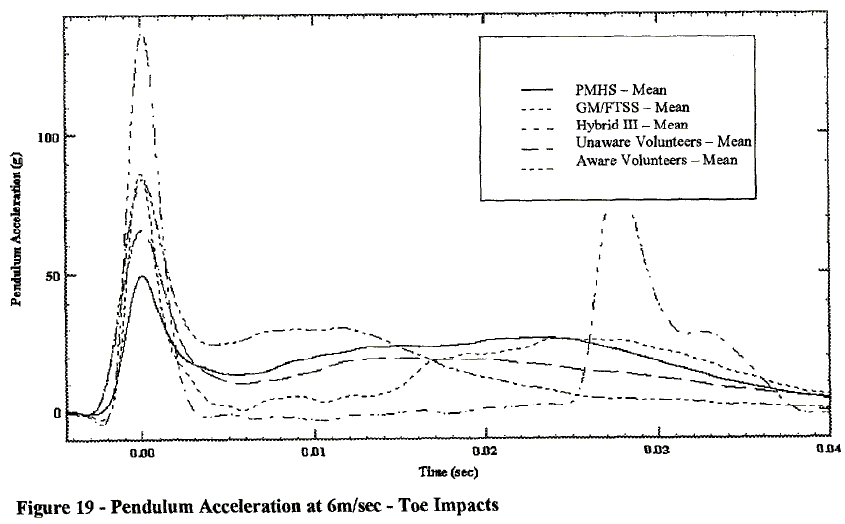 PMHS – Mean
GM/FTSS – Mean
Hybrid III – Mean
Unaware Volunteers – Mean
Aware Volunteers – Mean
100
50
0
Pendulum Acceleration (g)
0.00 0.01 0.02 0.03 0.04
Time (sec)
Figure 19 - Pendulum Acceleration at 6m/sec - Toe Impacts